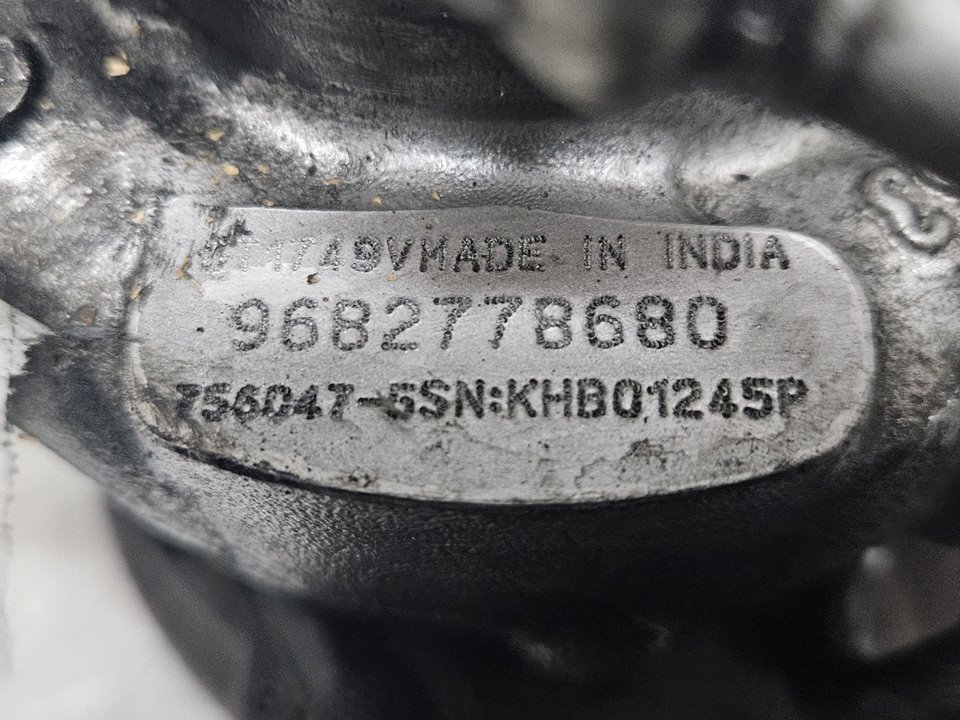 GT1749VMADE IN INDIA
9682778680
756047-5SN:KHB01245P